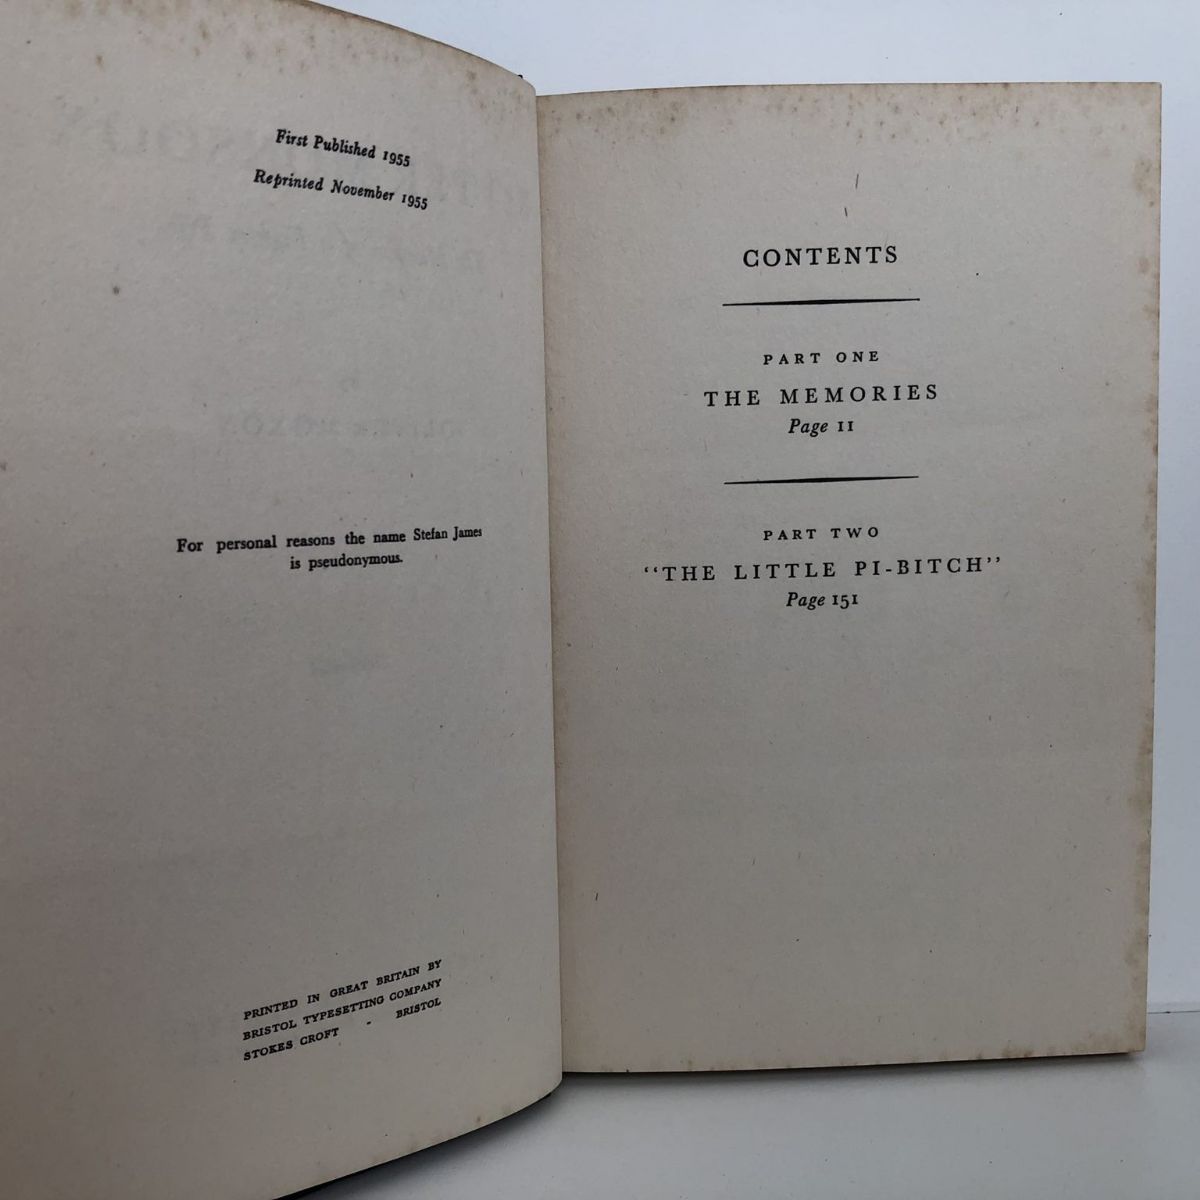 First Published 1955
Reprinted November 1955
For personal reasons the name Stefan James
is pseudonymous.
PRINTED IN GREAT BRITAIN BY
BRISTOL TYPESETTING COMPANY
STOKES CROFT - BRISTOL
CONTENTS
PART ONE
THE MEMORIES
Page 11
PART TWO
“THE LITTLE PI-BITCH”
Page 151